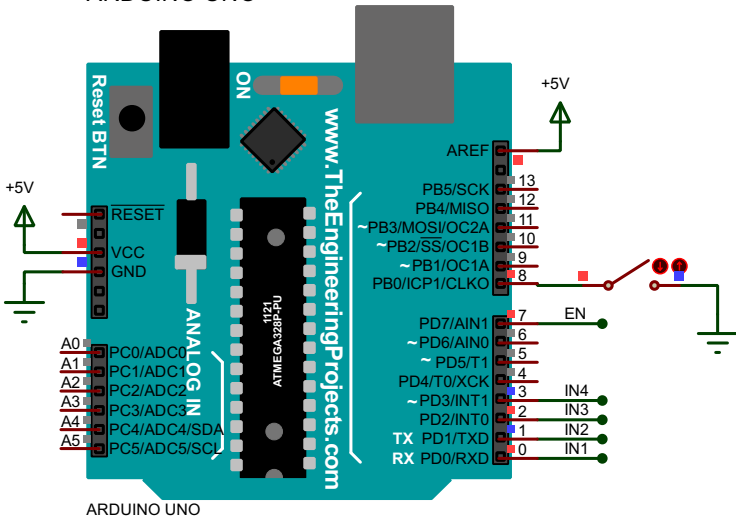 ARDUINO UNO
Reset BTN
ON
www.TheEngineeringProjects.com
+5V
RESET
VCC
GND
ANALOG IN
1121
ATMEGA328P-PU
A0 PC0/ADC0
A1 PC1/ADC1
A2 PC2/ADC2
A3 PC3/ADC3
A4 PC4/ADC4/SDA
A5 PC5/ADC5/SCL
+5V
AREF
PB5/SCK 13
PB4/MISO 12
~PB3/MOSI/OC2A 11
~PB2/SS/OC1B 10
~PB1/OC1A 9
PB0/ICP1/CLKO 8
PD7/AIN1 7 EN
~PD6/AIN0 6
~PD5/T1 5
PD4/T0/XCK 4
~PD3/INT1 3 IN4
PD2/INT0 2 IN3
TX PD1/TXD 1 IN2
RX PD0/RXD 0 IN1
ARDUINO UNO